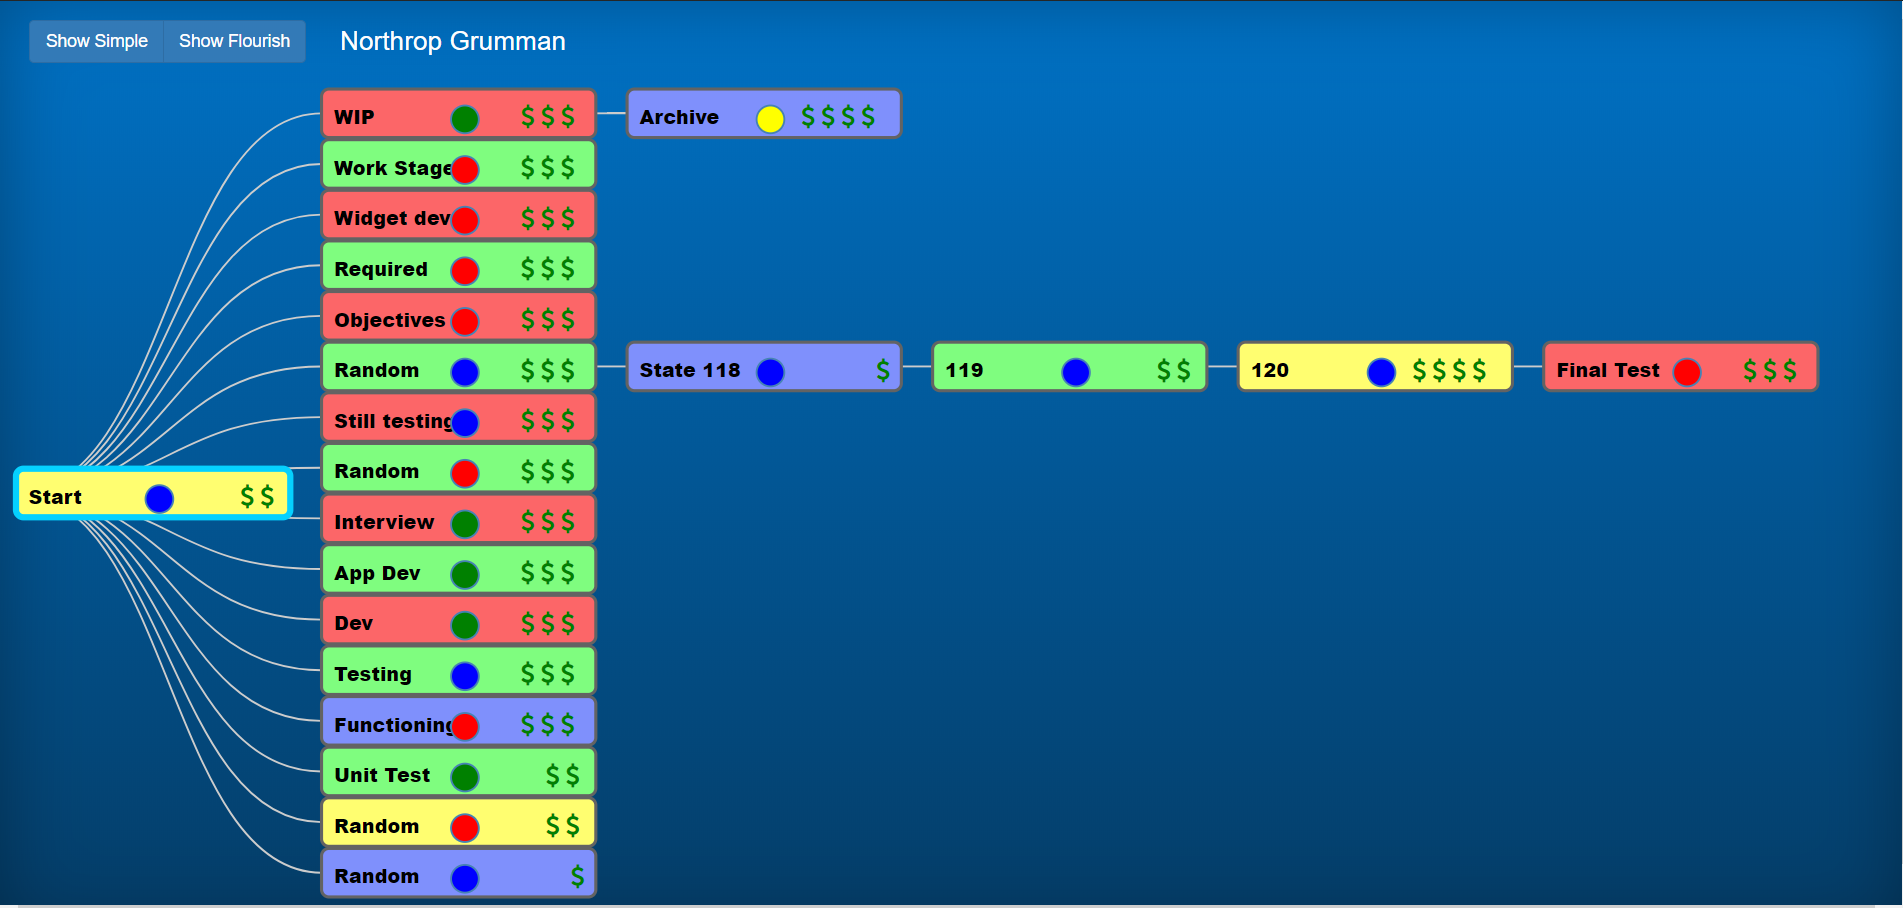 Show Simple Show Flourish Northrop Grumman
WIP $ $ $ Archive $ $ $ $
Work Stage $ $ $
Widget dev $ $ $
Required $ $ $
Objectives $ $ $
Random $ $ $ State 118 $ 119 $ $ 120 $ $ $ $ Final Test $ $ $
Still testing $ $ $
Random $ $ $
Start $ $
Interview $ $ $
App Dev $ $ $
Dev $ $ $
Testing $ $ $
Functioning $ $ $
Unit Test $ $
Random $ $
Random $